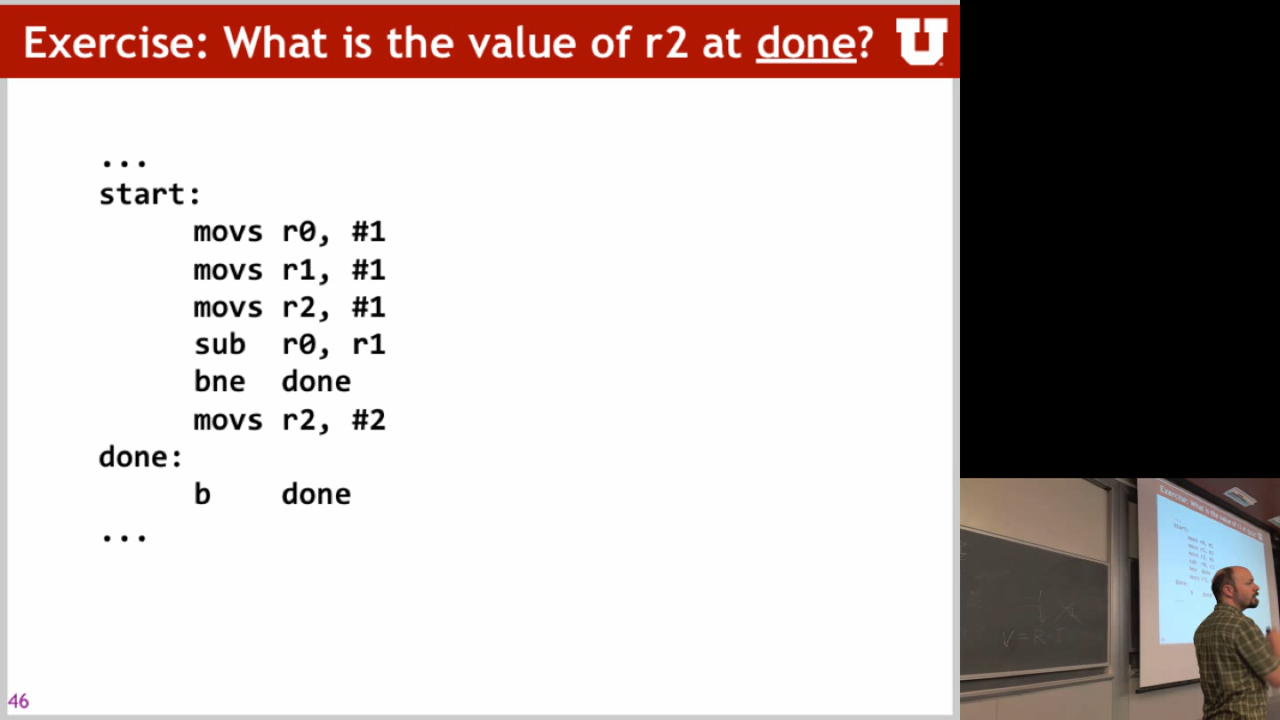 Exercise: What is the value of r2 at done? U
...
start:
movs r0, #1
movs r1, #1
movs r2, #1
sub r0, r1
bne done
movs r2, #2
done:
b done
...
46
V=R·I